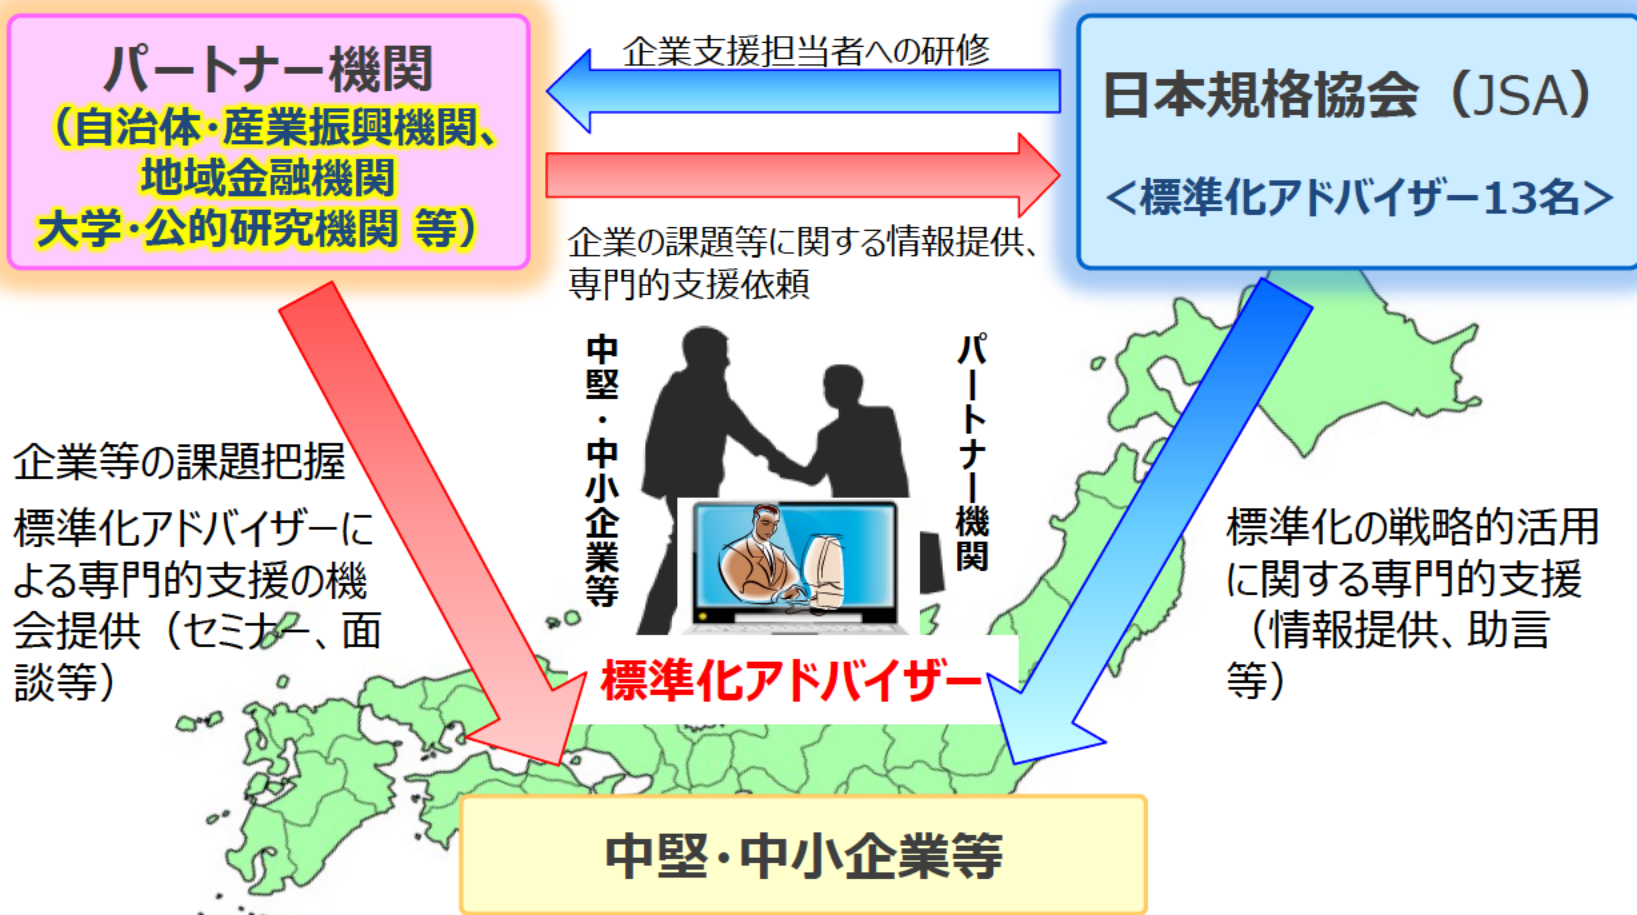 パートナー機関
（自治体・産業振興機関、
地域金融機関
大学・公的研究機関 等）
企業支援担当者への研修
日本規格協会（JSA）
＜標準化アドバイザー13名＞
企業の課題等に関する情報提供、
専門的支援依頼
中堅・中小企業等
パートナー機関
企業等の課題把握
標準化アドバイザーに
よる専門的支援の機
会提供（セミナー、面
談等）
標準化の戦略的活用
に関する専門的支援
（情報提供、助言
等）
標準化アドバイザー
中堅・中小企業等